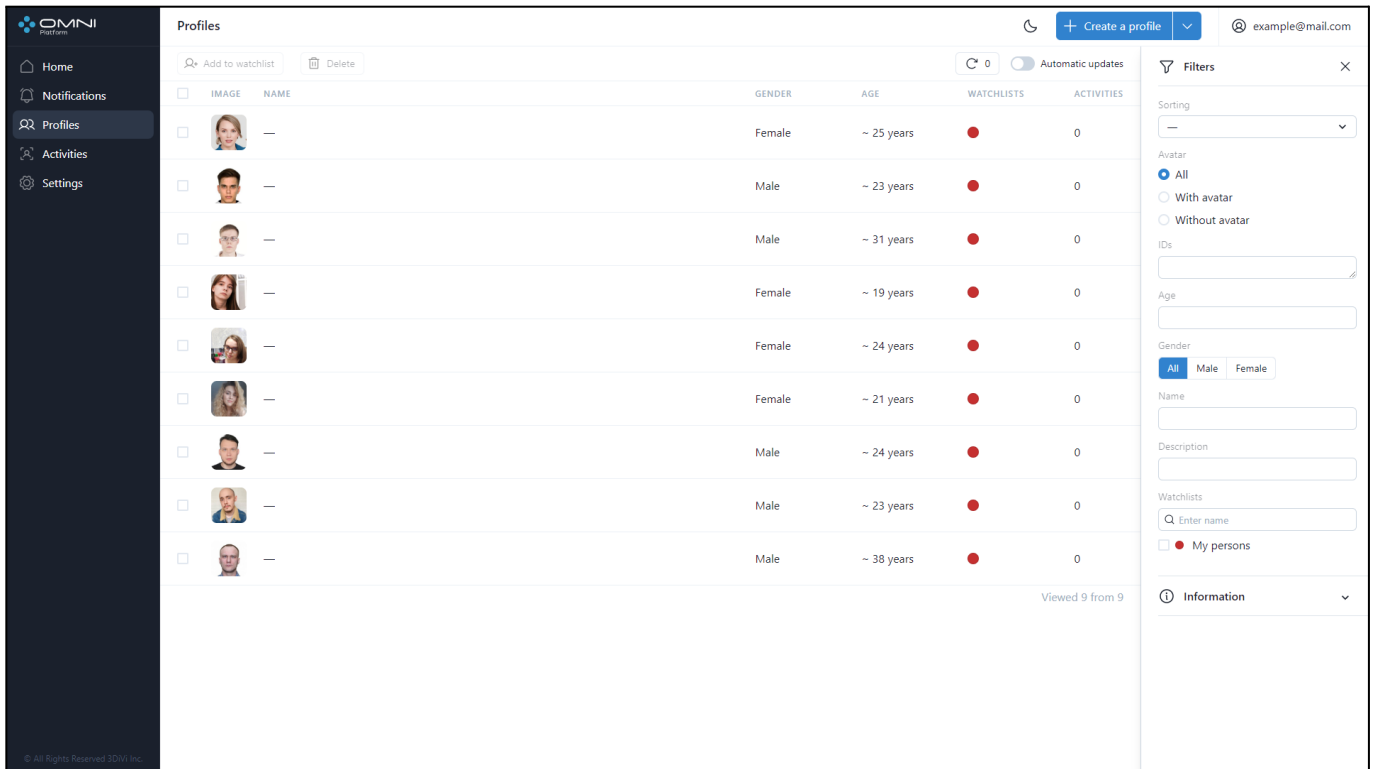 OMNI
Platform
Profiles
Create a profile
example@mail.com
Home
Notifications
Profiles
Activities
Settings
Add to watchlist
Delete
0
Automatic updates
IMAGE NAME GENDER AGE WATCHLISTS ACTIVITIES
— Female ~ 25 years 0
— Male ~ 23 years 0
— Male ~ 31 years 0
— Female ~ 19 years 0
— Female ~ 24 years 0
— Female ~ 21 years 0
— Male ~ 24 years 0
— Male ~ 23 years 0
— Male ~ 38 years 0
Viewed 9 from 9
Filters
Sorting
—
Avatar
All
With avatar
Without avatar
IDs
Age
Gender
All Male Female
Name
Description
Watchlists
Enter name
My persons
Information
© All Rights Reserved 3DiVi Inc.